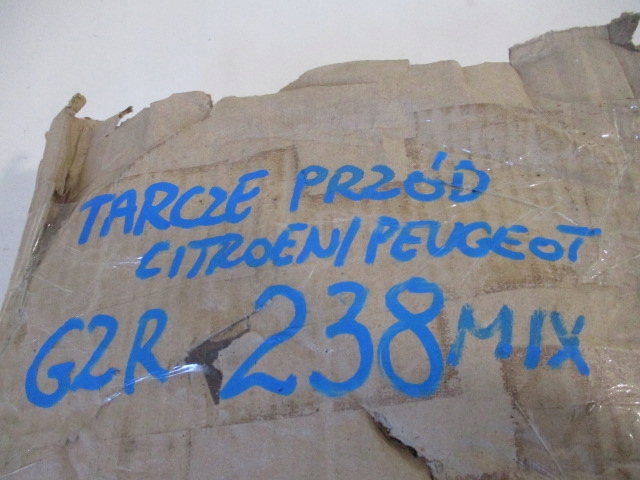 TARCZE PRZÓD
CITROEN/PEUGEOT
G2R 238 MIX